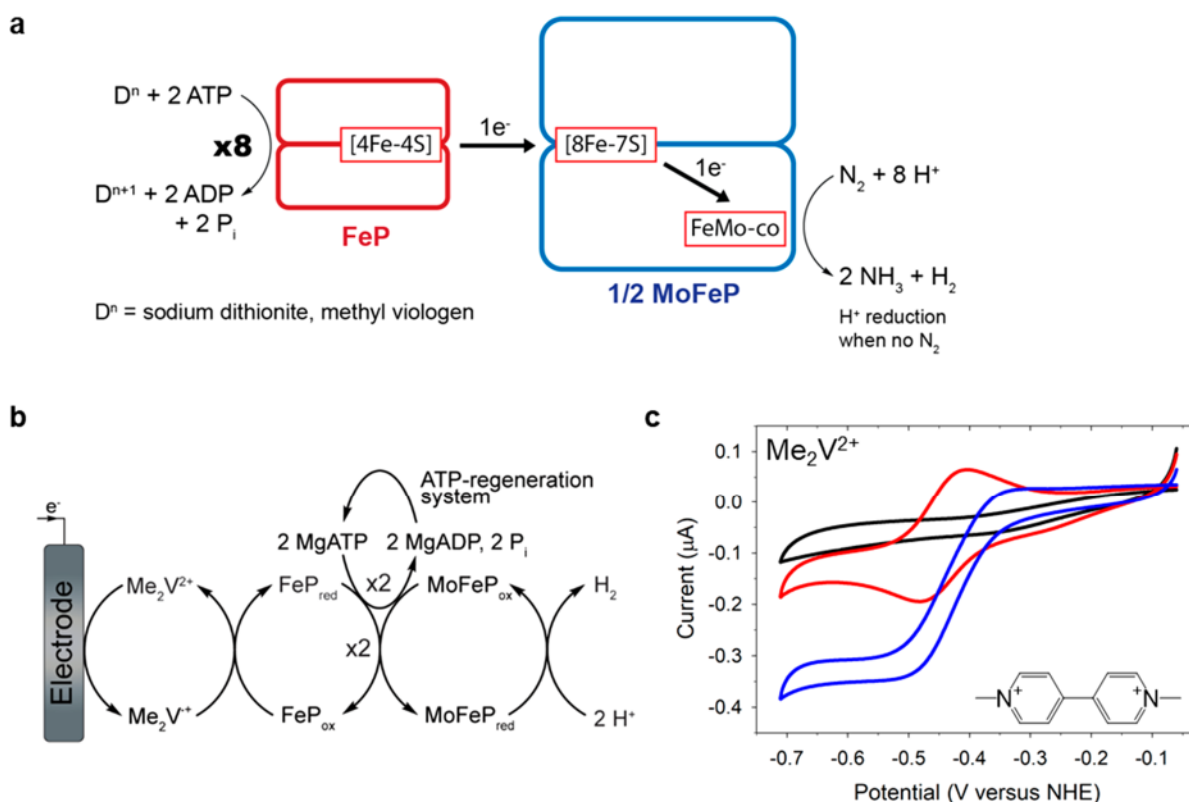 a
Dⁿ + 2 ATP
x8
Dⁿ⁺¹ + 2 ADP
+ 2 Pᵢ
[4Fe-4S]
FeP
1e⁻
[8Fe-7S]
1e⁻
FeMo-co
1/2 MoFeP
N₂ + 8 H⁺
2 NH₃ + H₂
H⁺ reduction
when no N₂
Dⁿ = sodium dithionite, methyl viologen
b
ATP-regeneration
system
e⁻
2 MgATP
2 MgADP, 2 Pᵢ
Electrode
Me₂V²⁺
FePred
x2
MoFePox
H₂
x2
Me₂V·⁺
FePox
MoFePred
2 H⁺
c
Me₂V²⁺
Current (μA)
0.1
0.0
-0.1
-0.2
-0.3
-0.4
N⁺
N⁺
-0.7 -0.6 -0.5 -0.4 -0.3 -0.2 -0.1
Potential (V versus NHE)